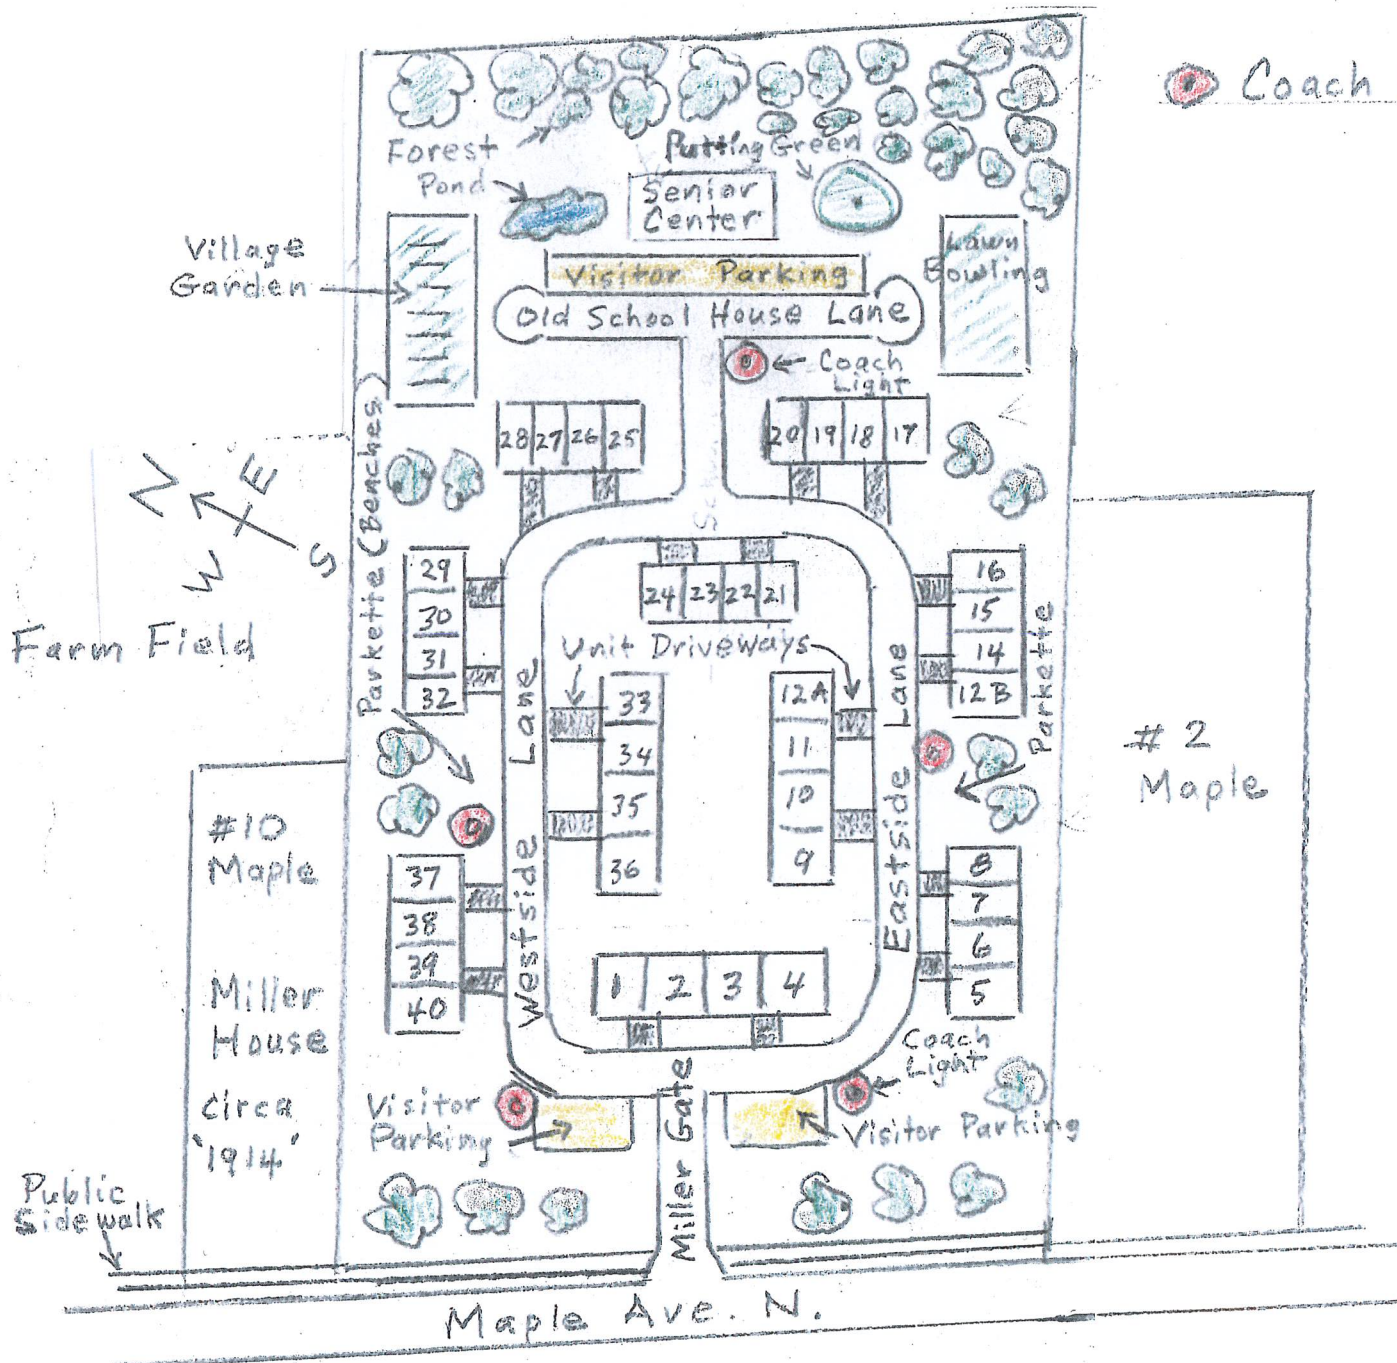 Coach
Forest
Pond
Putting Green
Senior
Center
Village
Garden
Lawn
Bowling
Visitor Parking
Old School House Lane
Coach
Light
28 27 26 25
20 19 18 17
N
E
W
S
Farm Field
Parkette (Benches)
29
30
31
32
24 23 22 21
Unit Driveways
16
15
14
12B
Parkette
33
34
35
36
12A
11
10
9
Westside Lane
Eastside Lane
# 2
Maple
#10
Maple
37
38
39
40
8
7
6
5
1 2 3 4
Miller
House
circa
'1914'
Coach
Light
Visitor
Parking
Visitor Parking
Miller Gate
Public
Sidewalk
Maple Ave. N.